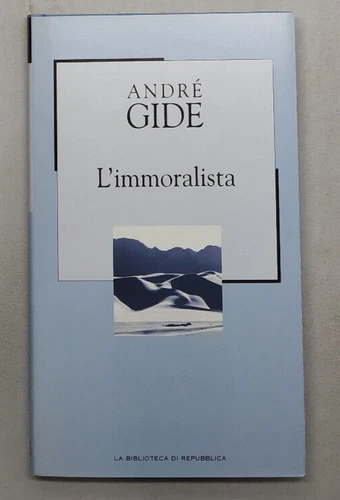 ANDRÉ
GIDE
L'immoralista
LA BIBLIOTECA DI REPUBBLICA